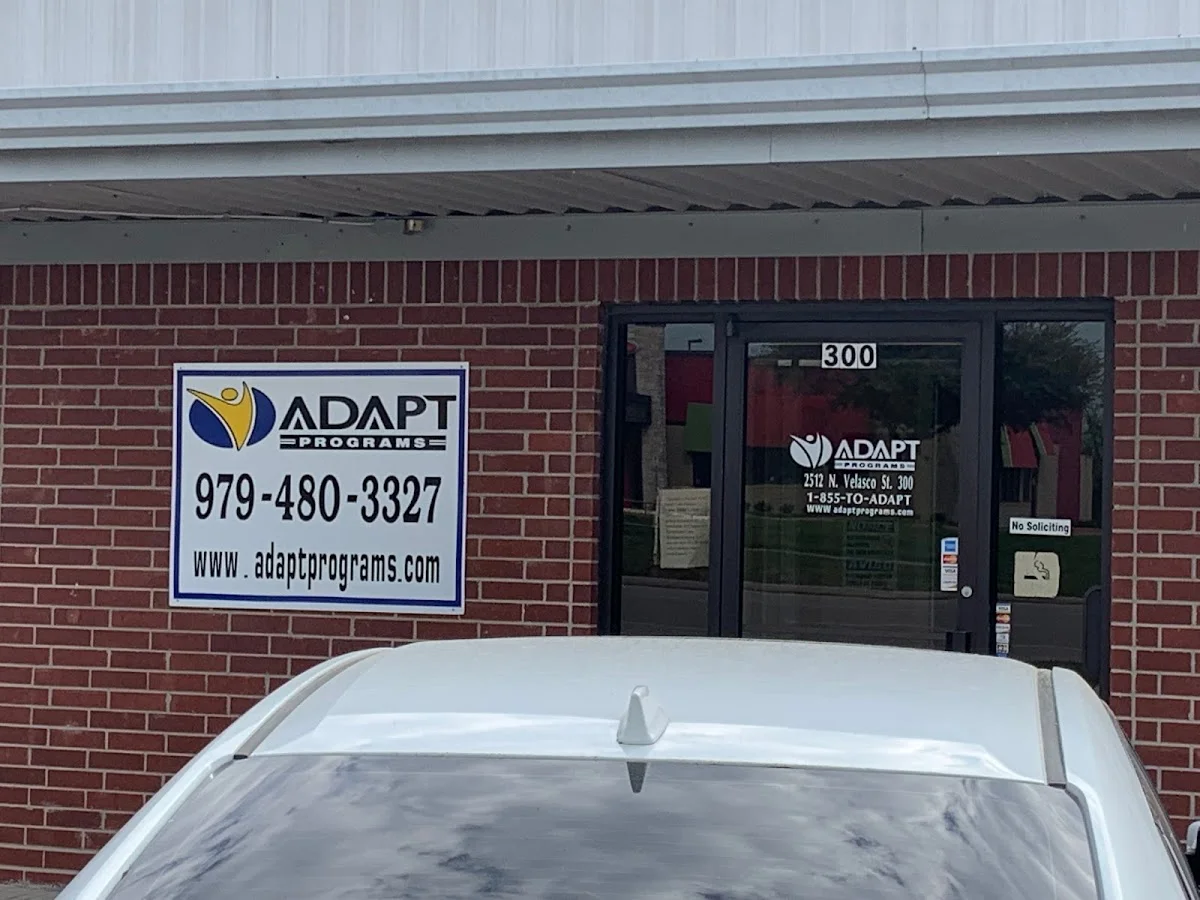 ADAPT
PROGRAMS
979-480-3327
www.adaptprograms.com
300
ADAPT
PROGRAMS
2512 N. Velasco St. 300
1-855-TO-ADAPT
www.adaptprograms.com
No Soliciting